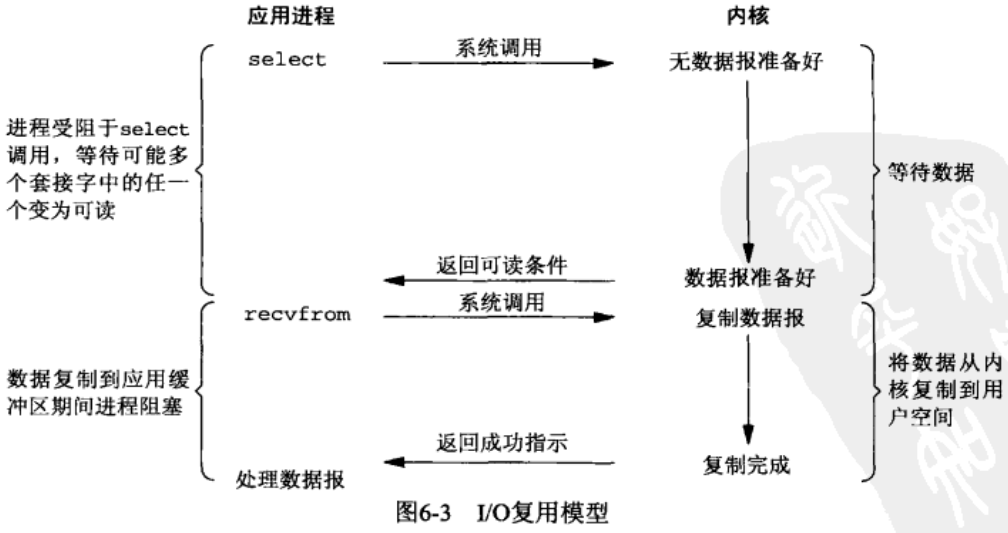 应用进程
内核
select
系统调用
无数据报准备好
进程受阻于select
调用，等待可能多
个套接字中的任一
个变为可读
等待数据
返回可读条件
数据报准备好
recvfrom
系统调用
复制数据报
数据复制到应用缓
冲区期间进程阻塞
将数据从内
核复制到用
户空间
返回成功指示
复制完成
处理数据报
图6-3 I/O复用模型